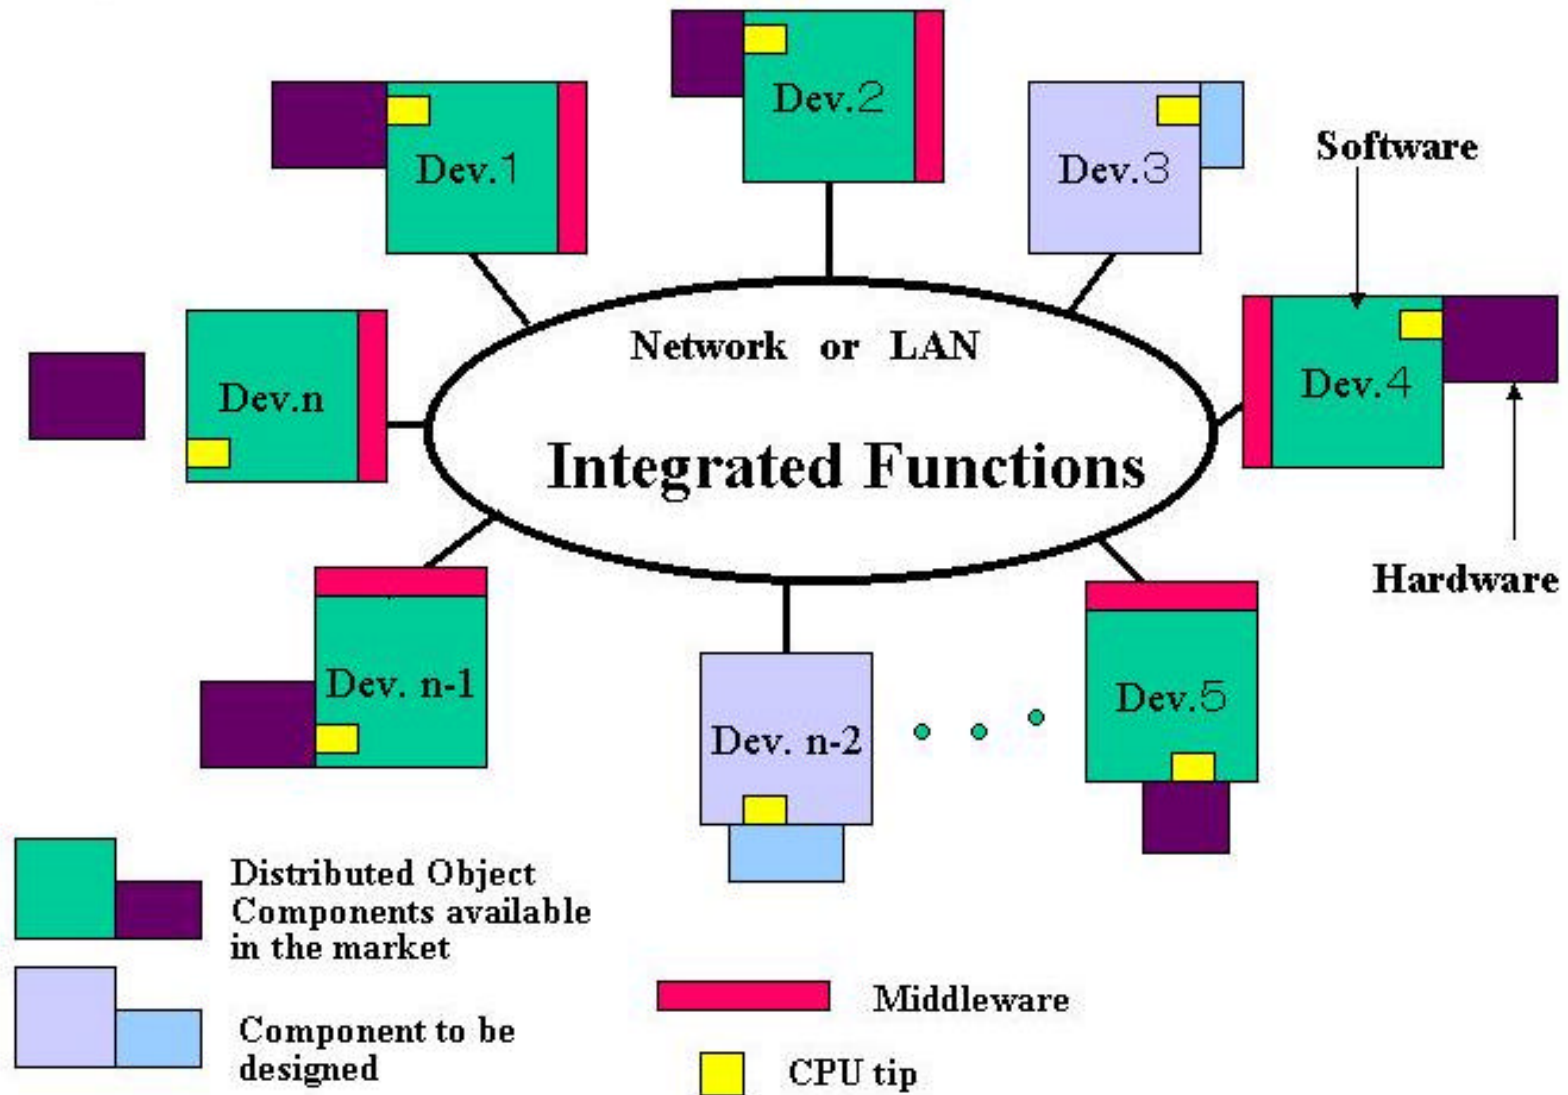 Dev.2
Dev.1
Dev.3
Software
Network or LAN
Dev.4
Dev.n
Integrated Functions
Hardware
Dev. n-1
Dev. n-2
Dev.5
Distributed Object
Components available
in the market
Middleware
Component to be
designed
CPU tip